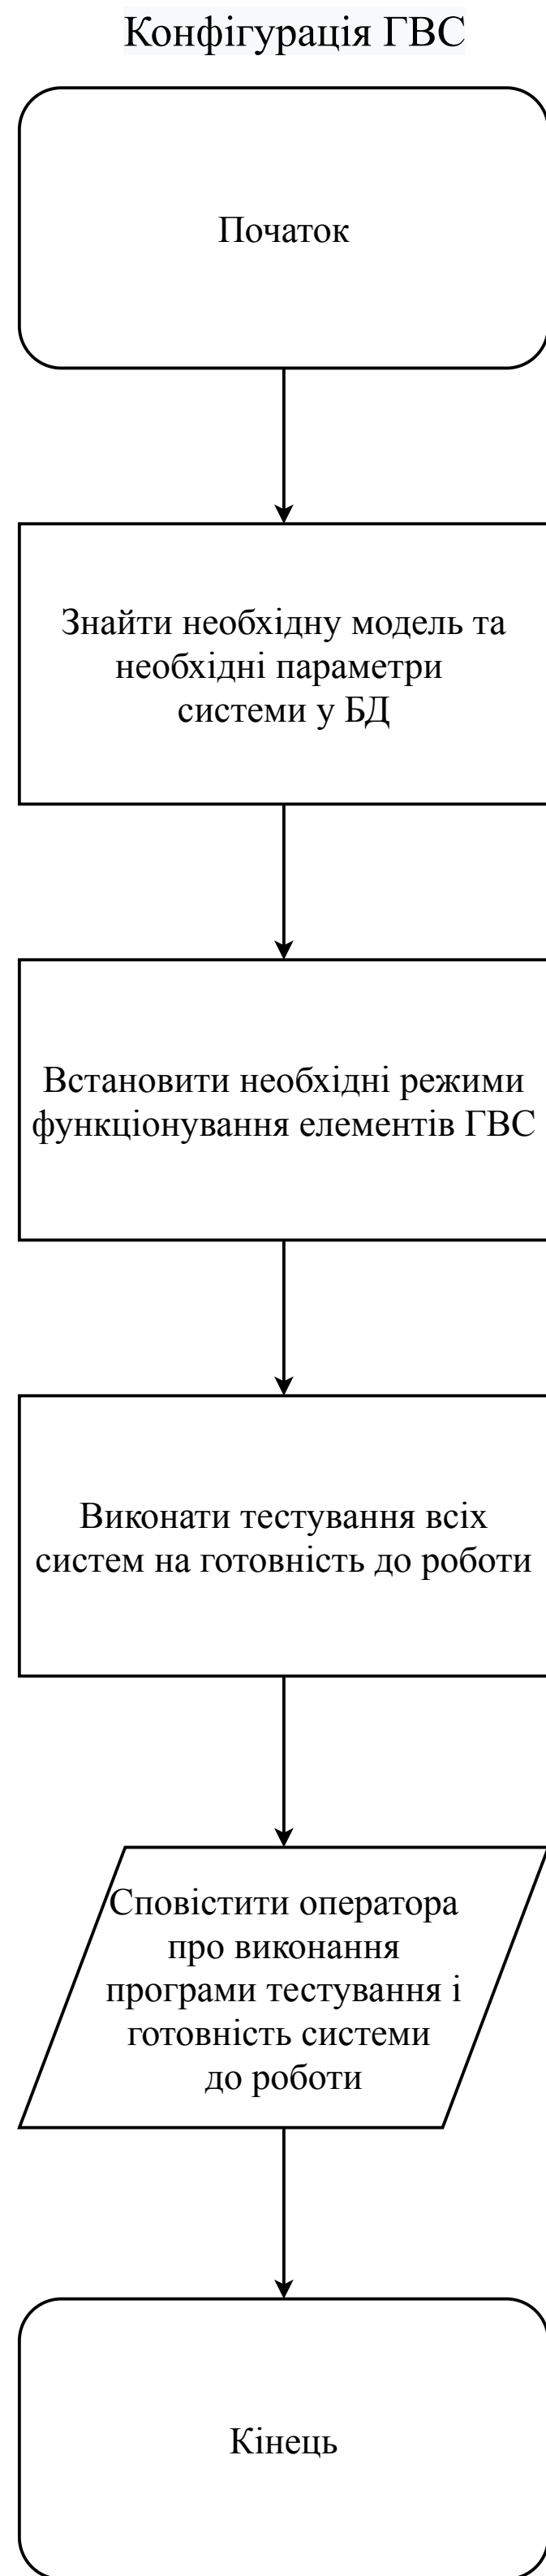 Конфігурація ГВС
Початок
Знайти необхідну модель та
необхідні параметри
системи у БД
Встановити необхідні режими
функціонування елементів ГВС
Виконати тестування всіх
систем на готовність до роботи
Сповістити оператора
про виконання
програми тестування і
готовність системи
до роботи
Кінець